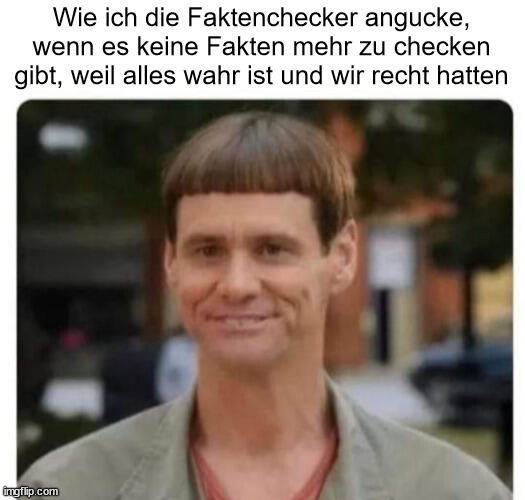 Wie ich die Faktenchecker angucke,
wenn es keine Fakten mehr zu checken
gibt, weil alles wahr ist und wir recht hatten
imgflip.com